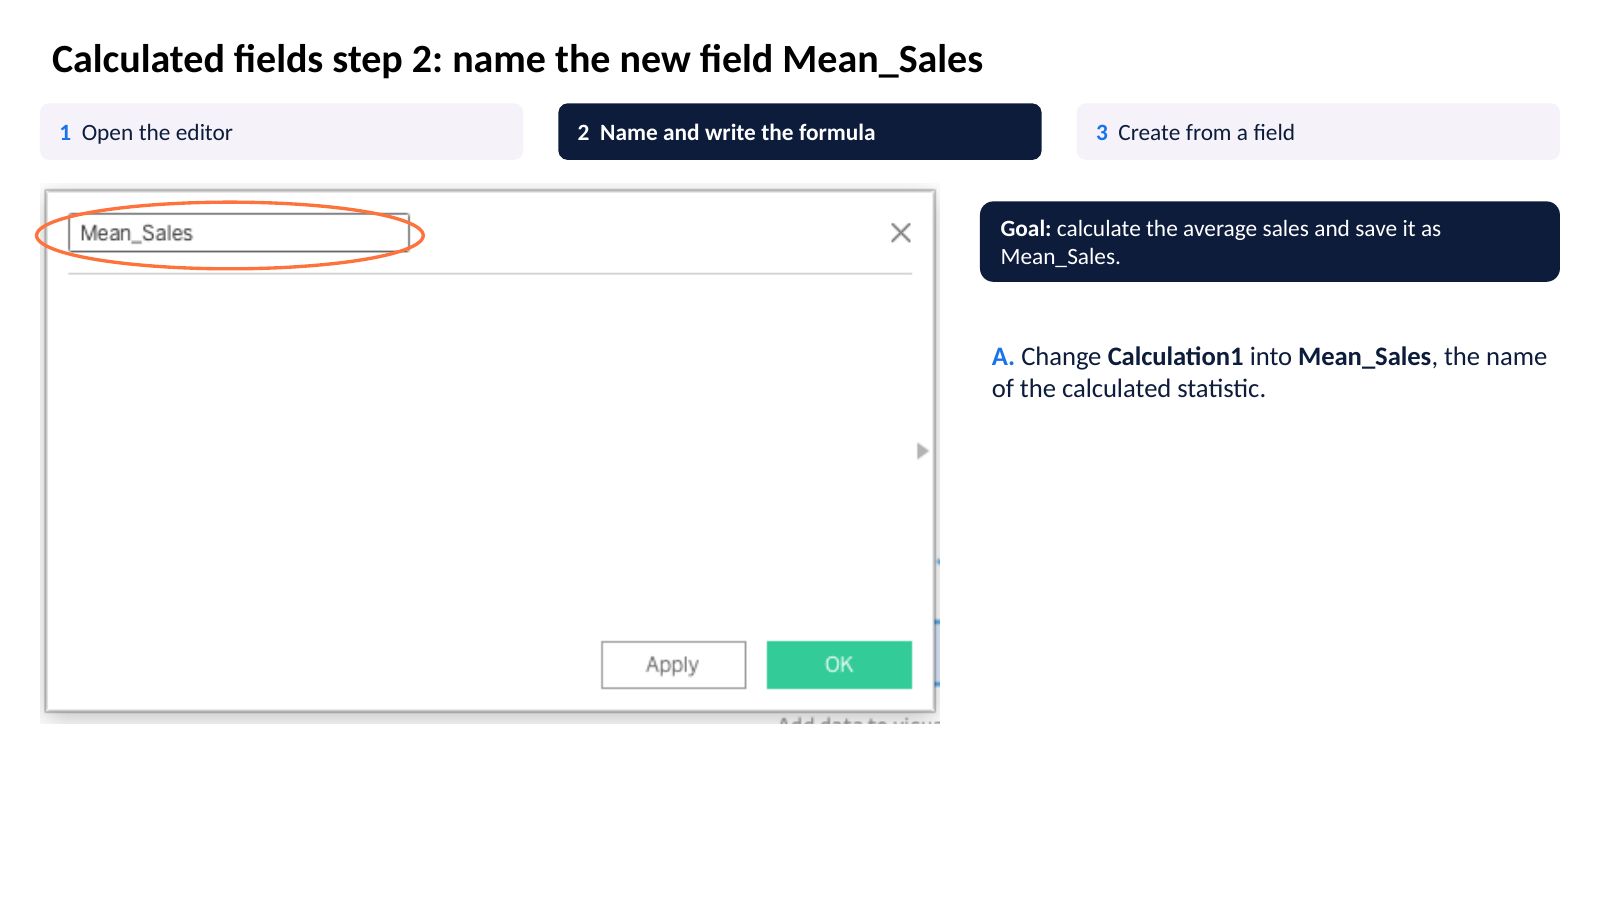 Calculated fields step 2: name the new field Mean_Sales
1 Open the editor
2 Name and write the formula
3 Create from a field
Mean_Sales
Apply
OK
Goal: calculate the average sales and save it as
Mean_Sales.
A. Change Calculation1 into Mean_Sales, the name
of the calculated statistic.